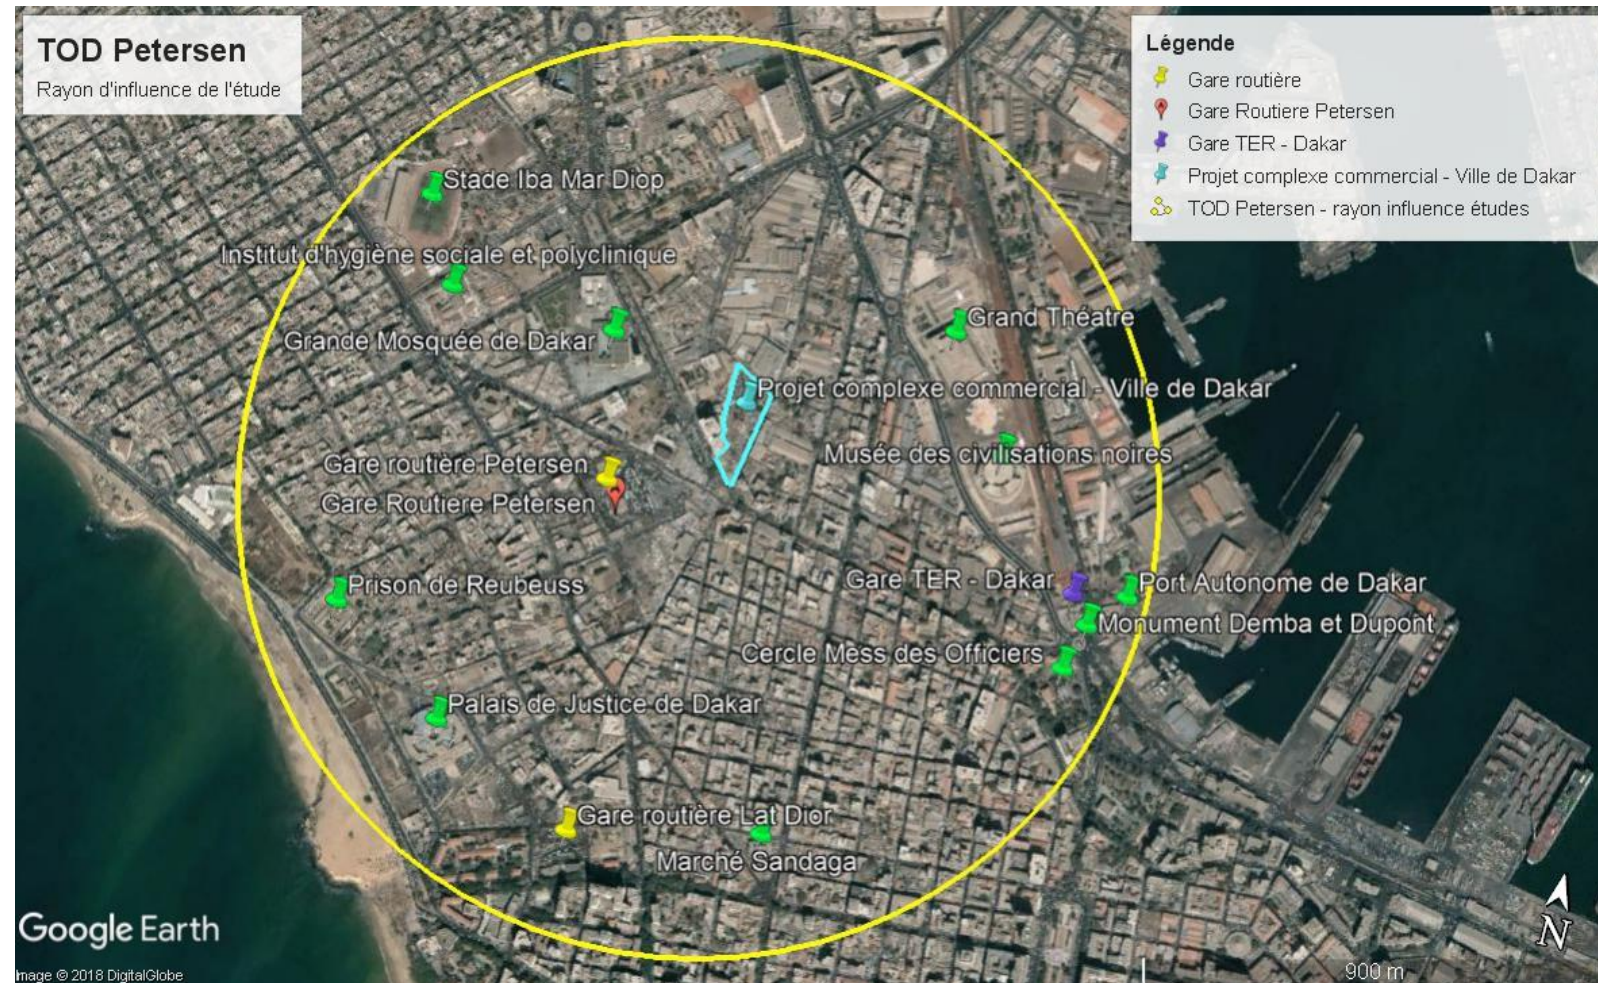 TOD Petersen
Rayon d'influence de l'étude
Légende
Gare routière
Gare Routiere Petersen
Gare TER - Dakar
Projet complexe commercial - Ville de Dakar
TOD Petersen - rayon influence études
Stade Iba Mar Diop
Institut d'hygiène sociale et polyclinique
Grand Théatre
Grande Mosquée de Dakar
Projet complexe commercial - Ville de Dakar
Musée des civilisations noires
Gare routière Petersen
Gare Routiere Petersen
Gare TER - Dakar
Port Autonome de Dakar
Prison de Reubeuss
Monument Demba et Dupont
Cercle Mess des Officiers
Palais de Justice de Dakar
Gare routière Lat Dior
Marché Sandaga
Google Earth
N
Image © 2018 DigitalGlobe
900 m